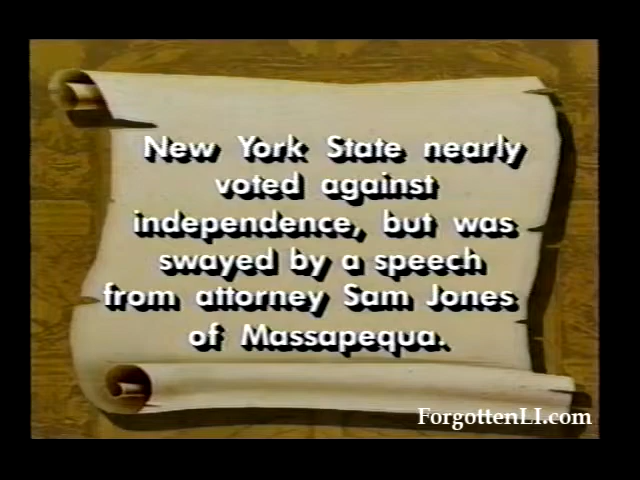 New York State nearly
voted against
independence, but was
swayed by a speech
from attorney Sam Jones
of Massapequa.
ForgottenLI.com